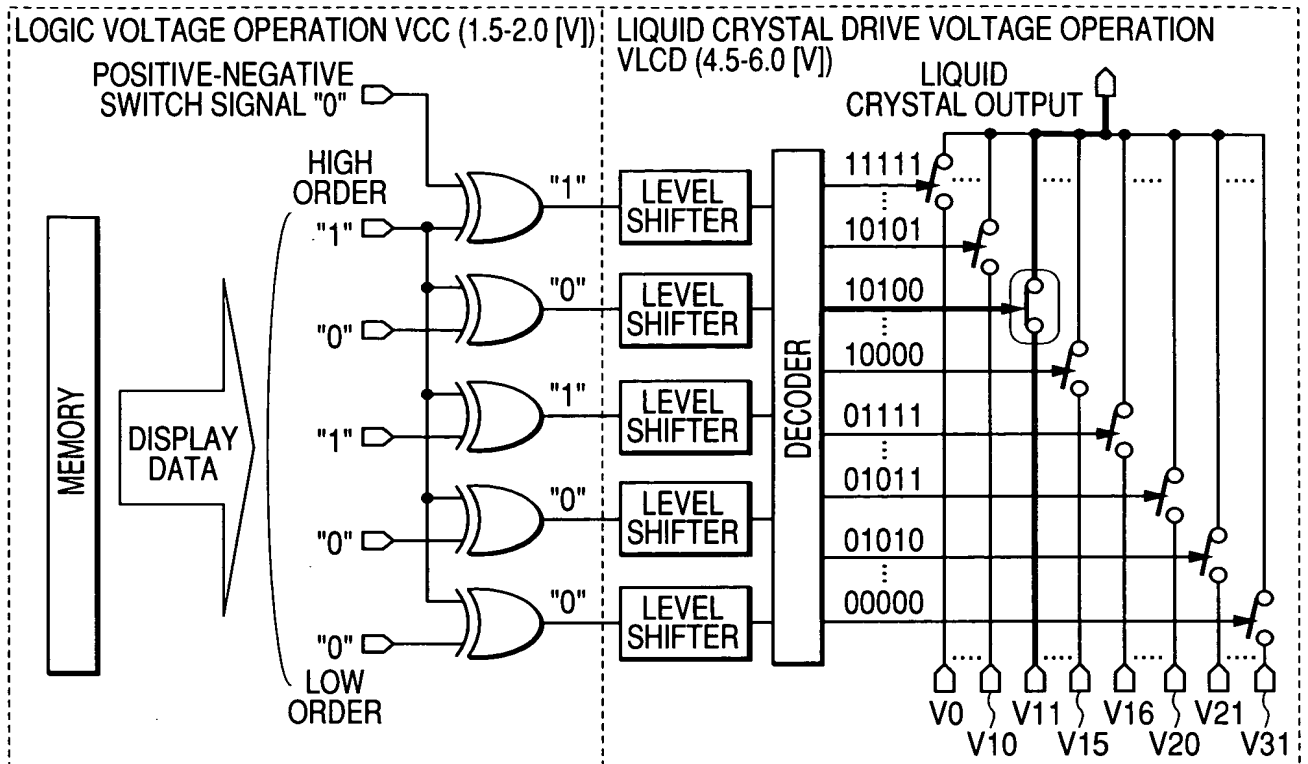 LOGIC VOLTAGE OPERATION VCC (1.5-2.0 [V])
LIQUID CRYSTAL DRIVE VOLTAGE OPERATION
VLCD (4.5-6.0 [V])
POSITIVE-NEGATIVE
SWITCH SIGNAL "0"
LIQUID
CRYSTAL OUTPUT
HIGH
ORDER
"1"
"0"
"1"
"0"
"0"
LOW
ORDER
MEMORY
DISPLAY
DATA
"1"
"0"
"1"
"0"
"0"
LEVEL
SHIFTER
LEVEL
SHIFTER
LEVEL
SHIFTER
LEVEL
SHIFTER
LEVEL
SHIFTER
DECODER
11111
10101
10100
10000
01111
01011
01010
00000
V0
V10
V11
V15
V16
V20
V21
V31